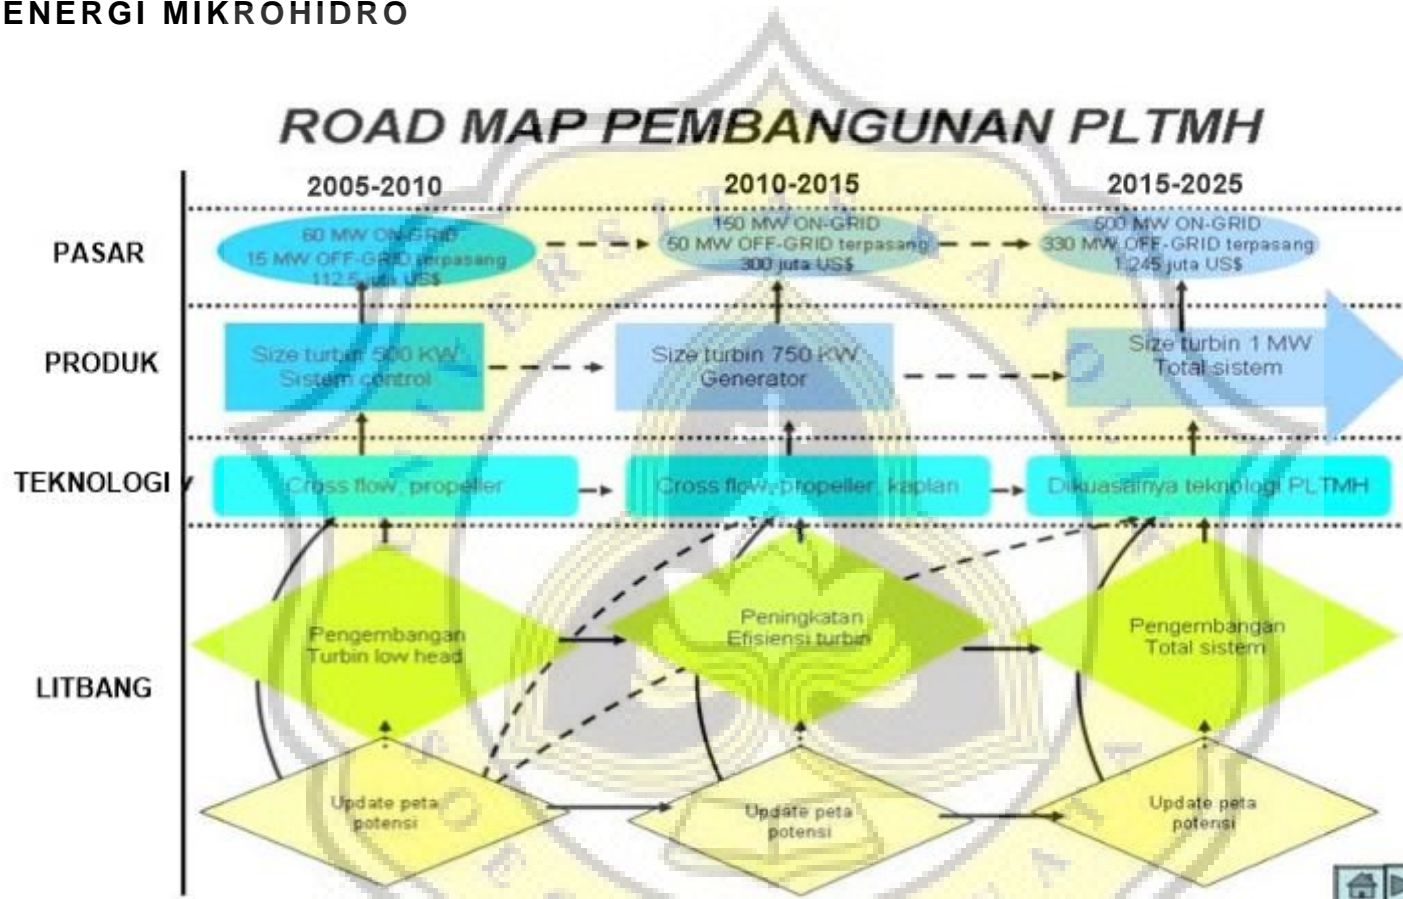 ENERGI MIKROHIDRO
ROAD MAP PEMBANGUNAN PLTMH
2005-2010
2010-2015
2015-2025
PASAR
60 MW ON-GRID
15 MW OFF-GRID terpasang
112.5 juta US$
150 MW ON-GRID
50 MW OFF-GRID terpasang
300 juta US$
500 MW ON-GRID
330 MW OFF-GRID terpasang
1.245 juta US$
PRODUK
Size turbin 500 KW
Sistem control
Size turbin 750 KW
Generator
Size turbin 1 MW
Total sistem
TEKNOLOGI
Cross flow, propeller
Cross flow, propeller, kaplan
Dikuasainya teknologi PLTMH
LITBANG
Pengembangan
Turbin low head
Peningkatan
Efisiensi turbin
Pengembangan
Total sistem
Update peta
potensi
Update peta
potensi
Update peta
potensi